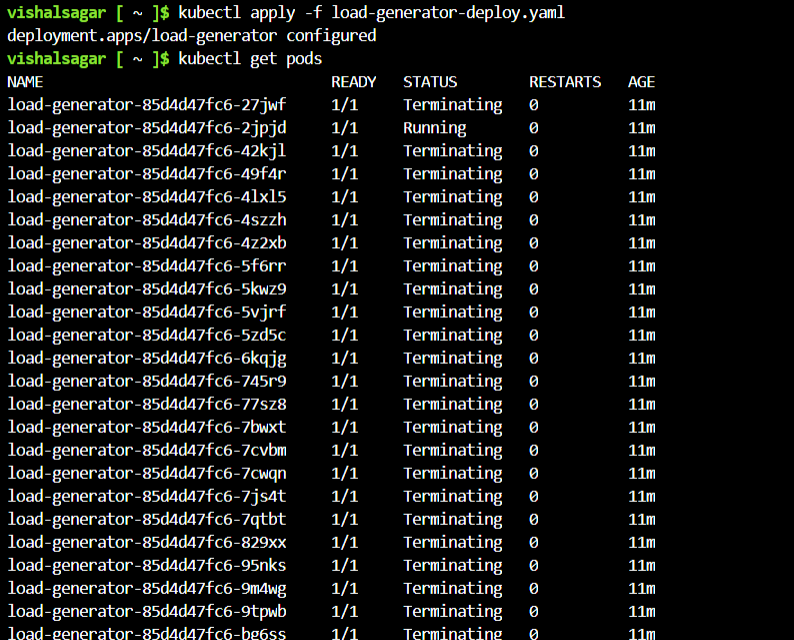 vishalsagar [ ~ ]$ kubectl apply -f load-generator-deploy.yaml
deployment.apps/load-generator configured
vishalsagar [ ~ ]$ kubectl get pods
NAME READY STATUS RESTARTS AGE
load-generator-85d4d47fc6-27jwf 1/1 Terminating 0 11m
load-generator-85d4d47fc6-2jpjd 1/1 Running 0 11m
load-generator-85d4d47fc6-42kjl 1/1 Terminating 0 11m
load-generator-85d4d47fc6-49f4r 1/1 Terminating 0 11m
load-generator-85d4d47fc6-4lxl5 1/1 Terminating 0 11m
load-generator-85d4d47fc6-4szzh 1/1 Terminating 0 11m
load-generator-85d4d47fc6-4z2xb 1/1 Terminating 0 11m
load-generator-85d4d47fc6-5f6rr 1/1 Terminating 0 11m
load-generator-85d4d47fc6-5kwz9 1/1 Terminating 0 11m
load-generator-85d4d47fc6-5vjrf 1/1 Terminating 0 11m
load-generator-85d4d47fc6-5zd5c 1/1 Terminating 0 11m
load-generator-85d4d47fc6-6kqjg 1/1 Terminating 0 11m
load-generator-85d4d47fc6-745r9 1/1 Terminating 0 11m
load-generator-85d4d47fc6-77sz8 1/1 Terminating 0 11m
load-generator-85d4d47fc6-7bwxt 1/1 Terminating 0 11m
load-generator-85d4d47fc6-7cvbm 1/1 Terminating 0 11m
load-generator-85d4d47fc6-7cwqn 1/1 Terminating 0 11m
load-generator-85d4d47fc6-7js4t 1/1 Terminating 0 11m
load-generator-85d4d47fc6-7qtbt 1/1 Terminating 0 11m
load-generator-85d4d47fc6-829xx 1/1 Terminating 0 11m
load-generator-85d4d47fc6-95nks 1/1 Terminating 0 11m
load-generator-85d4d47fc6-9m4wg 1/1 Terminating 0 11m
load-generator-85d4d47fc6-9tpwb 1/1 Terminating 0 11m
load-generator-85d4d47fc6-bg6ss 1/1 Terminating 0 11m